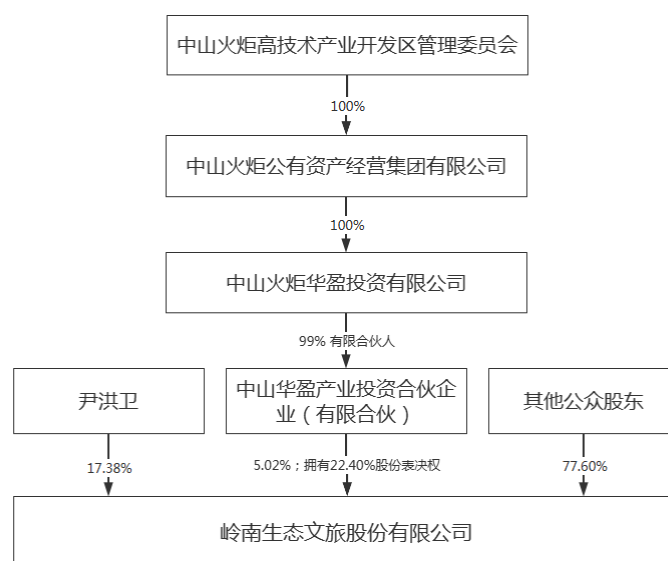 中山火炬高技术产业开发区管理委员会
100%
中山火炬公有资产经营集团有限公司
100%
中山火炬华盈投资有限公司
99% 有限合伙人
尹洪卫
中山华盈产业投资合伙企
业（有限合伙）
其他公众股东
17.38%
5.02%；拥有22.40%股份表决权
77.60%
岭南生态文旅股份有限公司